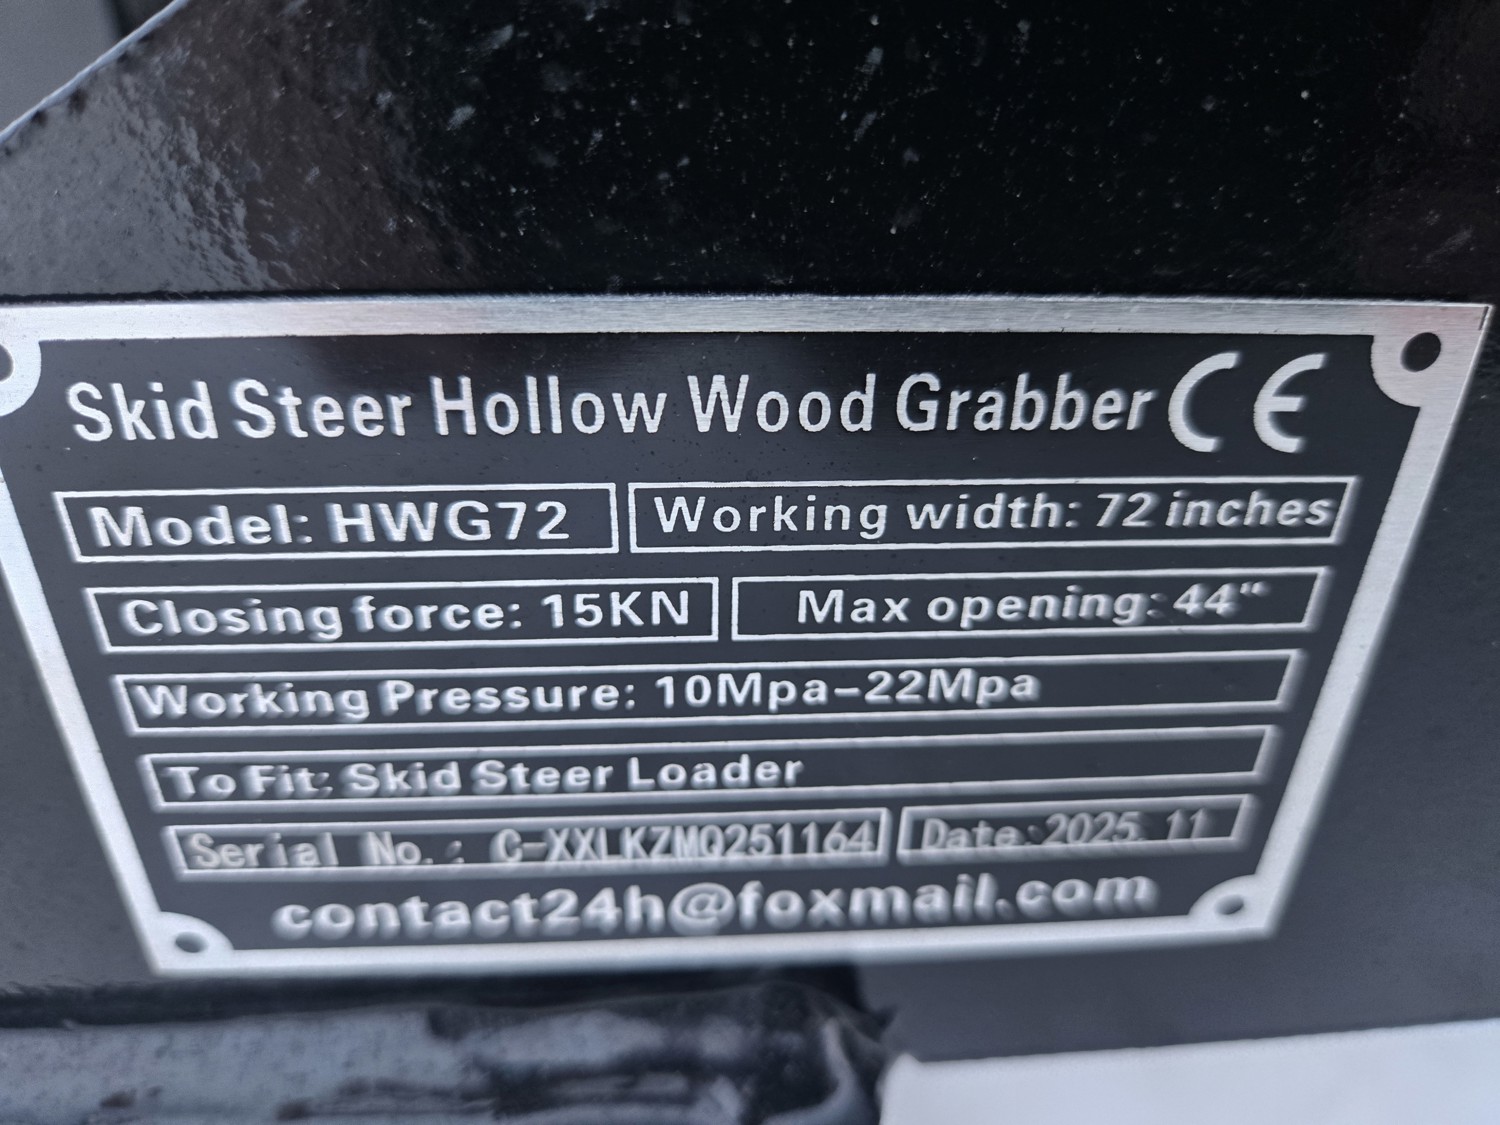 Skid Steer Hollow Wood Grabber CE
Model: HWG72 Working width: 72 inches
Closing force: 15KN Max opening: 44"
Working Pressure: 10Mpa-22Mpa
To Fit: Skid Steer Loader
Serial No.: C-XXLKZMQ251164 Date:2025.11
contact24h@foxmail.com